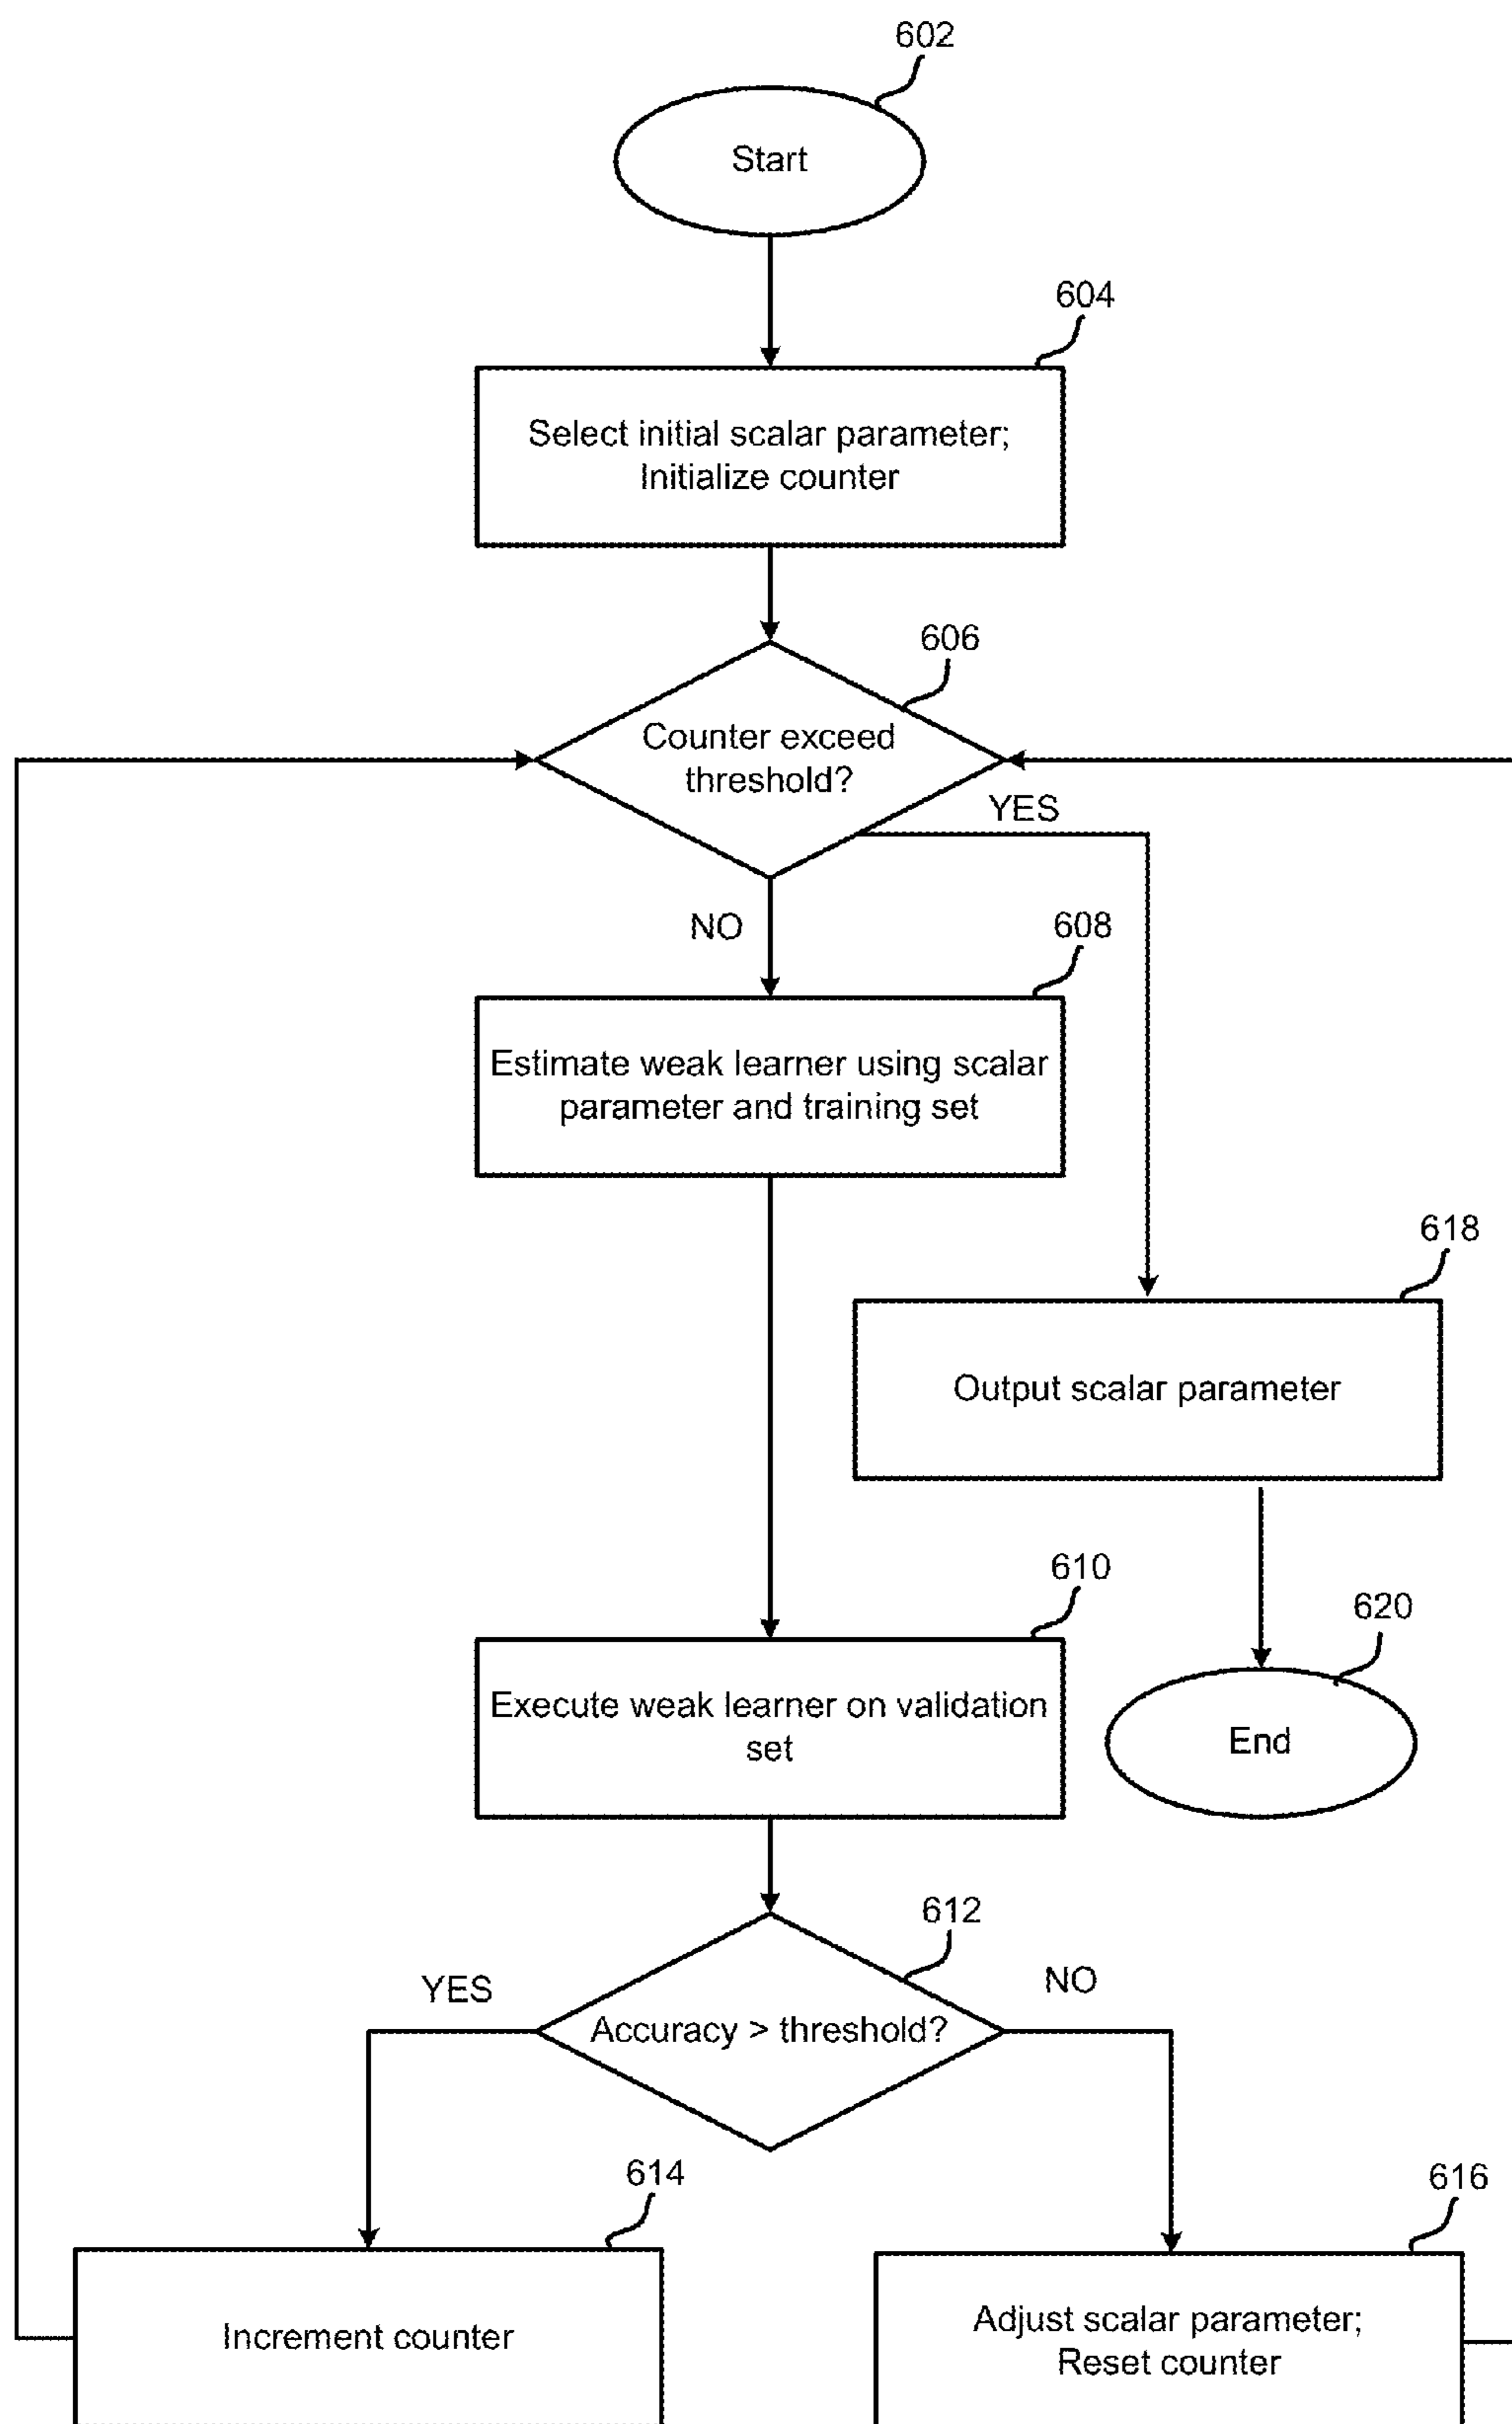 602
Start
604
Select initial scalar parameter;
Initialize counter
606
Counter exceed
threshold?
YES
NO
608
Estimate weak learner using scalar
parameter and training set
618
Output scalar parameter
610
620
Execute weak learner on validation
set
End
612
YES
NO
Accuracy > threshold?
614
616
Increment counter
Adjust scalar parameter;
Reset counter